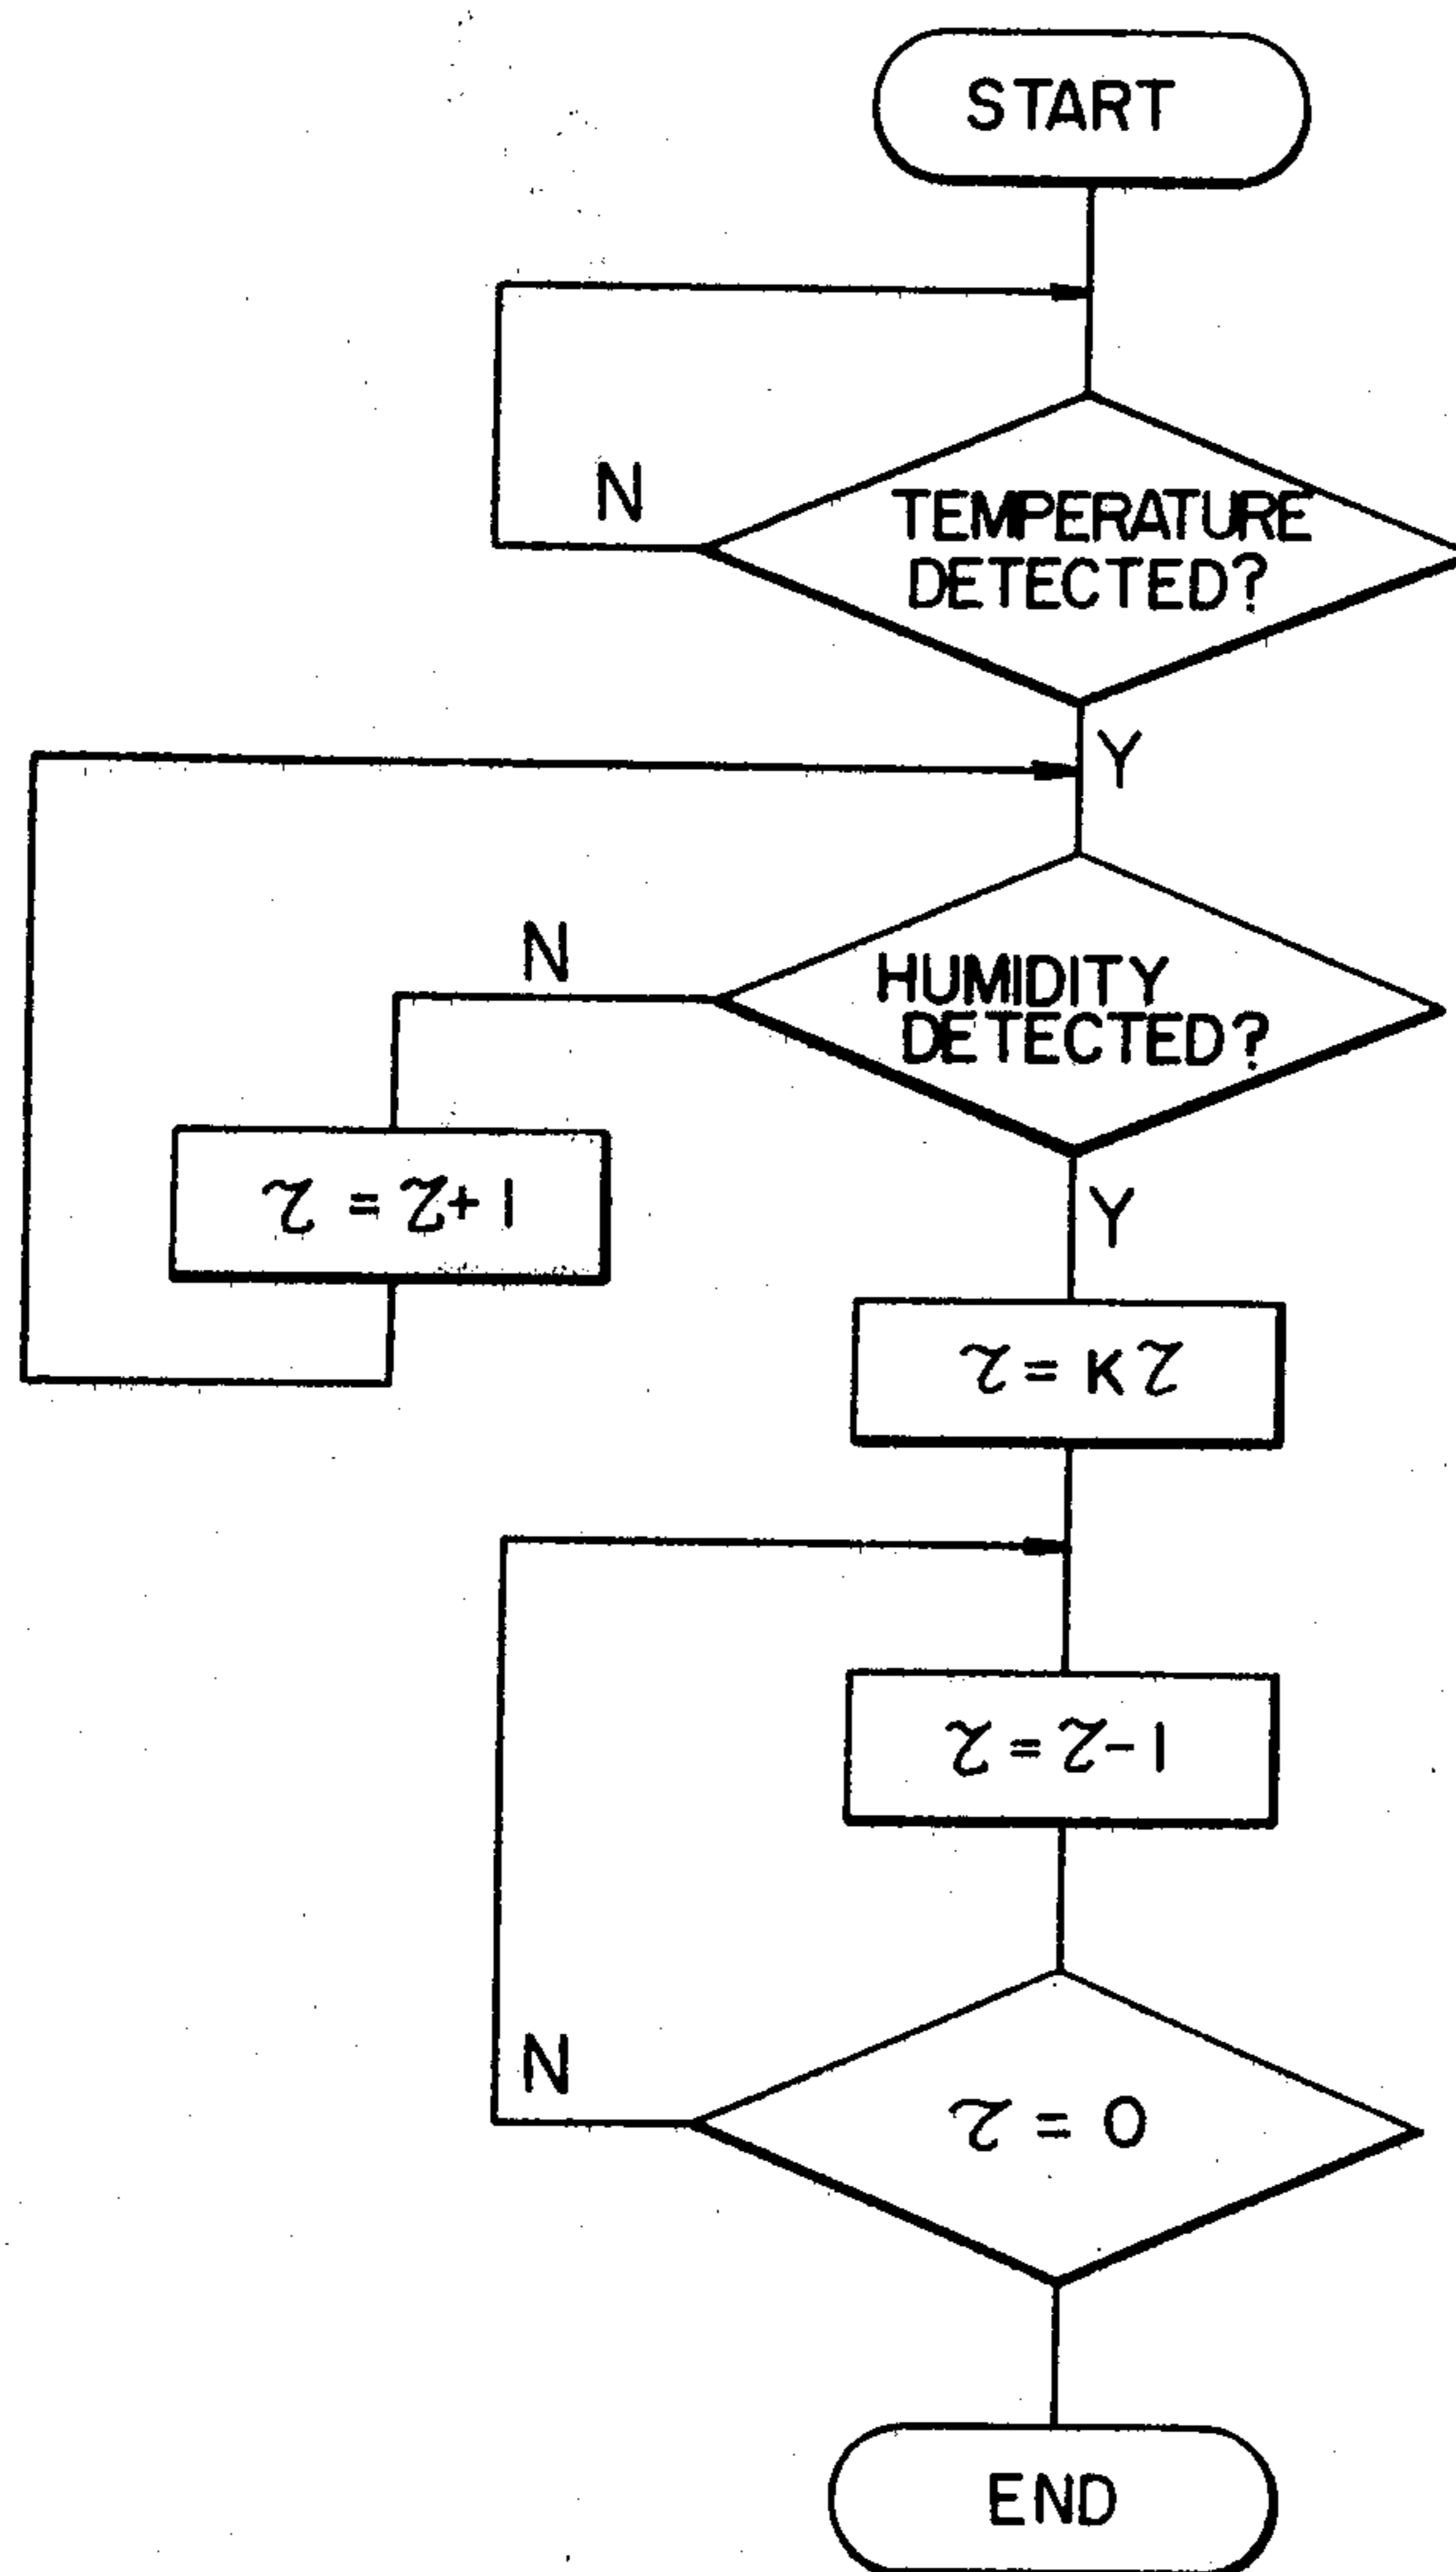 START
N
TEMPERATURE
DETECTED?
Y
N
HUMIDITY
DETECTED?
τ = τ+1
Y
τ = Kτ
τ = τ-1
N
τ = 0
END